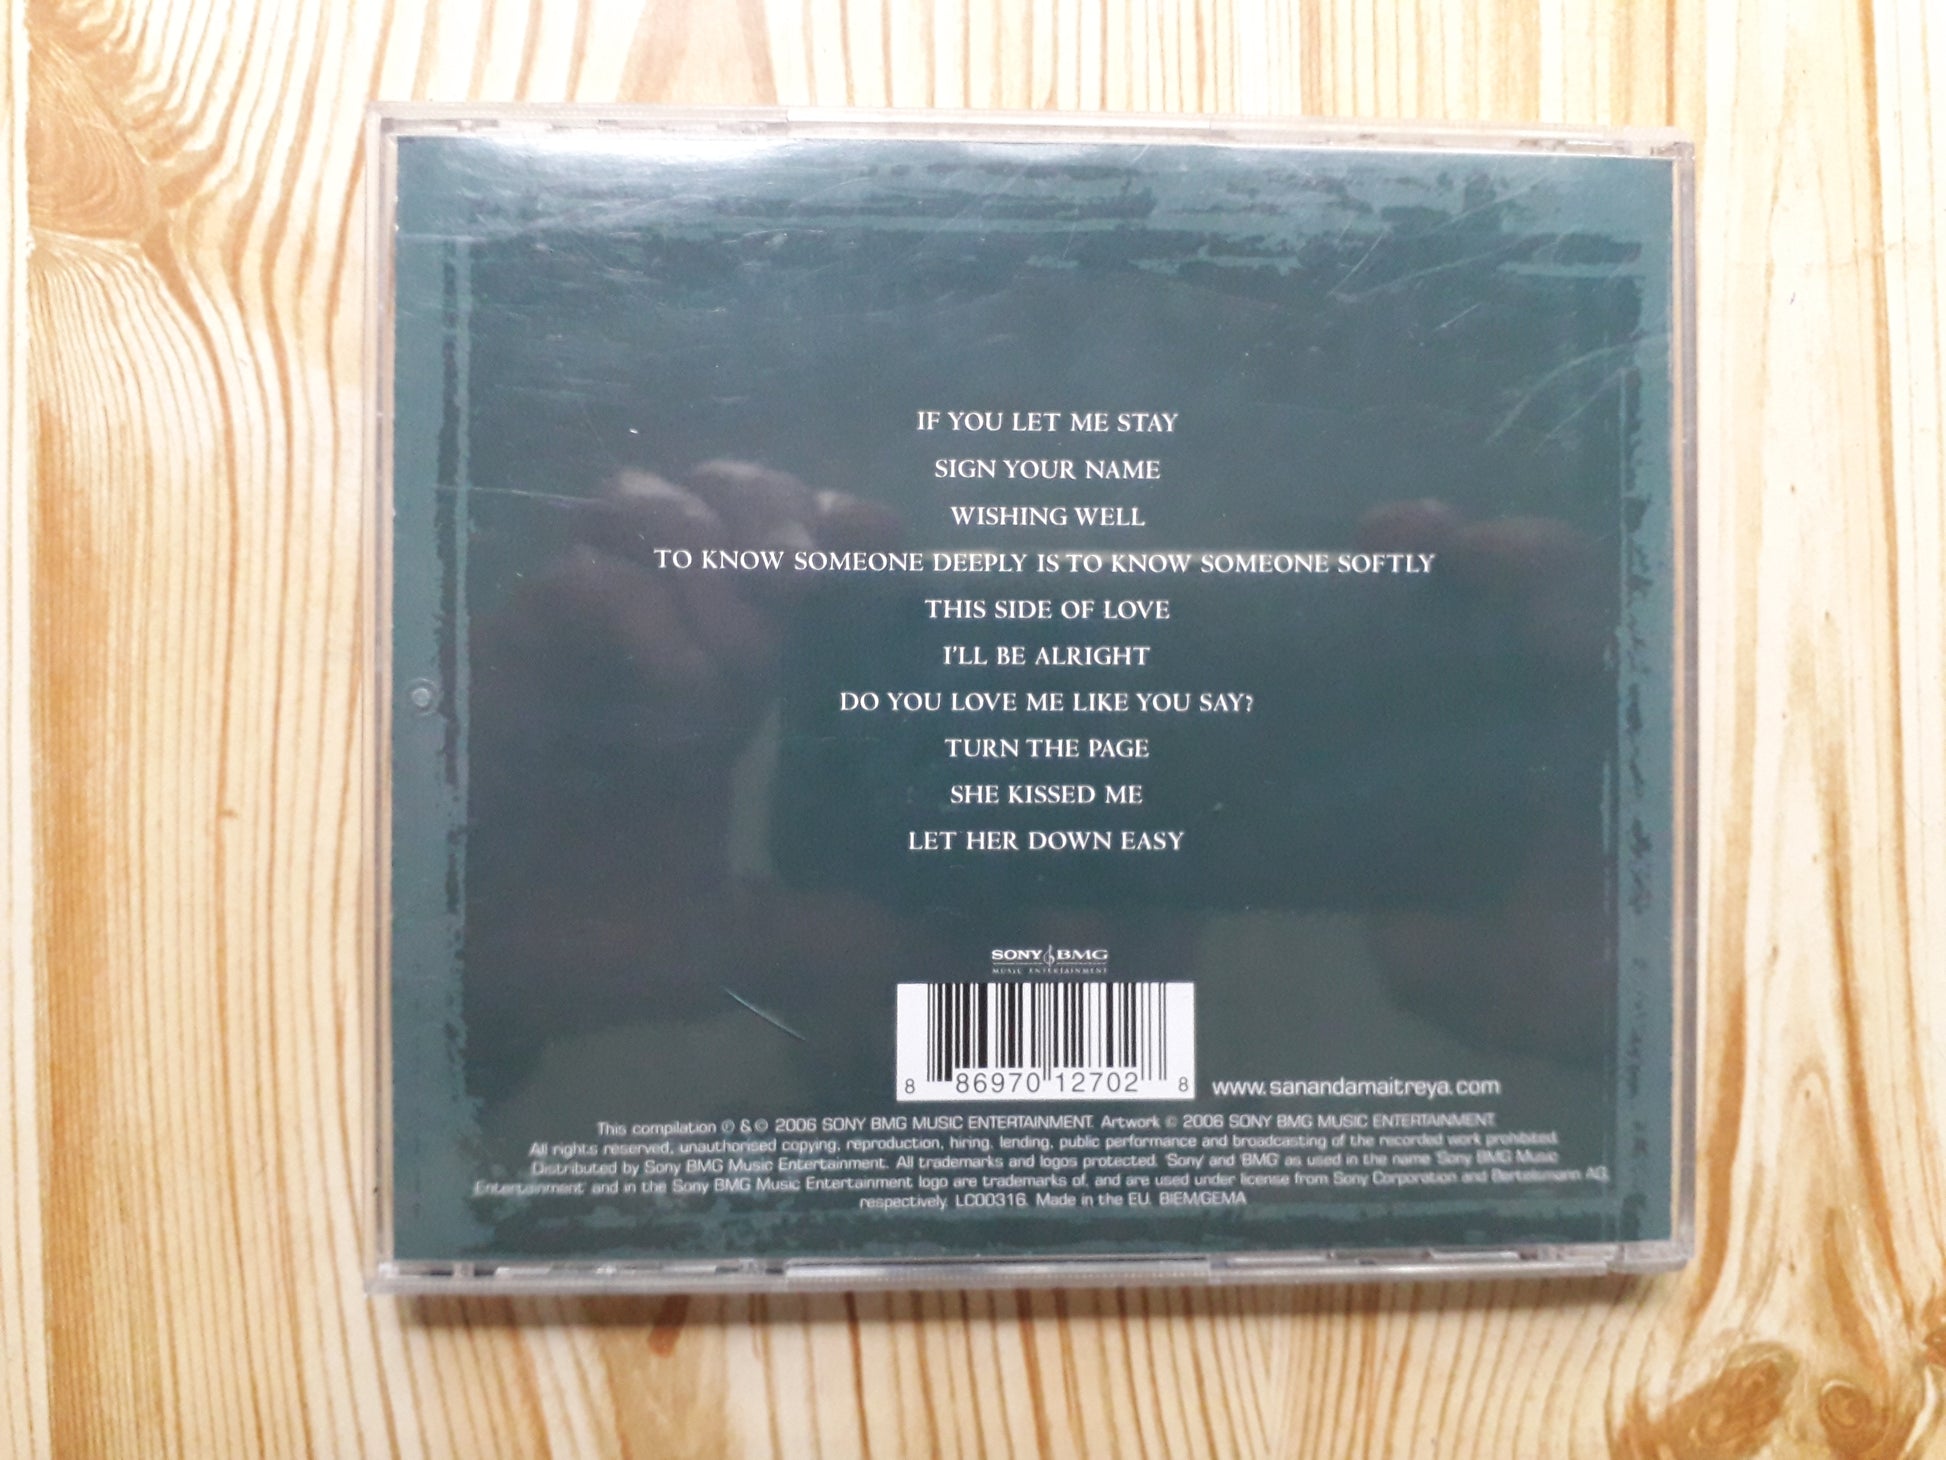 IF YOU LET ME STAY
SIGN YOUR NAME
WISHING WELL
TO KNOW SOMEONE DEEPLY IS TO KNOW SOMEONE SOFTLY
THIS SIDE OF LOVE
I'LL BE ALRIGHT
DO YOU LOVE ME LIKE YOU SAY?
TURN THE PAGE
SHE KISSED ME
LET HER DOWN EASY
SONY BMG
MUSIC ENTERTAINMENT
8 86970 12702 8
www.sanandamaitreya.com
This compilation ℗ & © 2006 SONY BMG MUSIC ENTERTAINMENT. Artwork © 2006 SONY BMG MUSIC ENTERTAINMENT.
All rights reserved, unauthorised copying, reproduction, hiring, lending, public performance and broadcasting of the recorded work prohibited.
Distributed by Sony BMG Music Entertainment. All trademarks and logos protected. 'Sony' and 'BMG' as used in the name 'Sony BMG Music
Entertainment' and in the Sony BMG Music Entertainment logo are trademarks of, and are used under license from Sony Corporation and Bertelsmann AG,
respectively. LC00316. Made in the EU. BIEM/GEMA